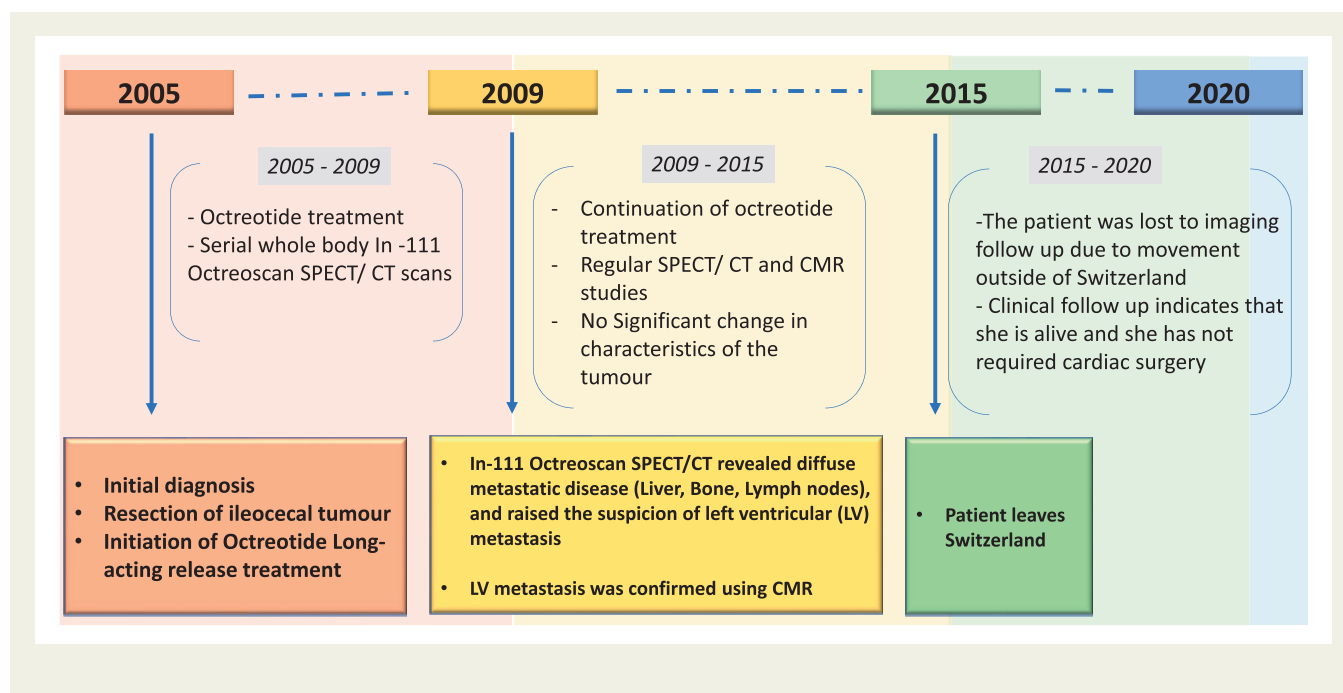 2005
2009
2015
2020
2005 - 2009
- Octreotide treatment
- Serial whole body In -111
Octreoscan SPECT/ CT scans
2009 - 2015
- Continuation of octreotide
treatment
- Regular SPECT/ CT and CMR
studies
- No Significant change in
characteristics of the
tumour
2015 - 2020
-The patient was lost to imaging
follow up due to movement
outside of Switzerland
- Clinical follow up indicates that
she is alive and she has not
required cardiac surgery
• Initial diagnosis
• Resection of ileocecal tumour
• Initiation of Octreotide Long-
acting release treatment
• In-111 Octreoscan SPECT/CT revealed diffuse
metastatic disease (Liver, Bone, Lymph nodes),
and raised the suspicion of left ventricular (LV)
metastasis
• LV metastasis was confirmed using CMR
• Patient leaves
Switzerland